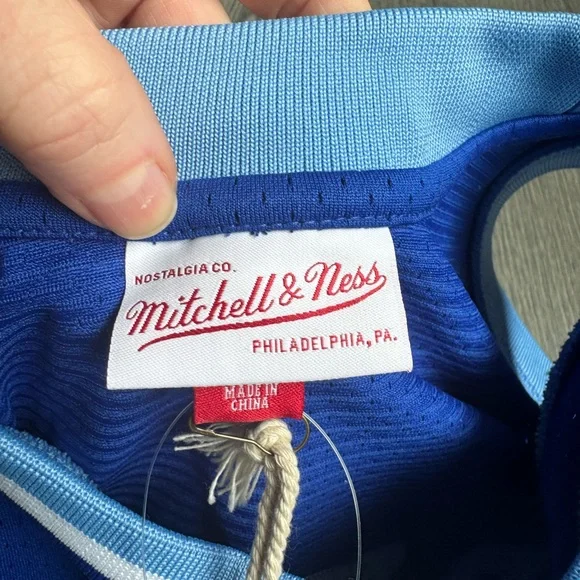 NOSTALGIA CO.
Mitchell & Ness
PHILADELPHIA, PA.
MADE IN
CHINA